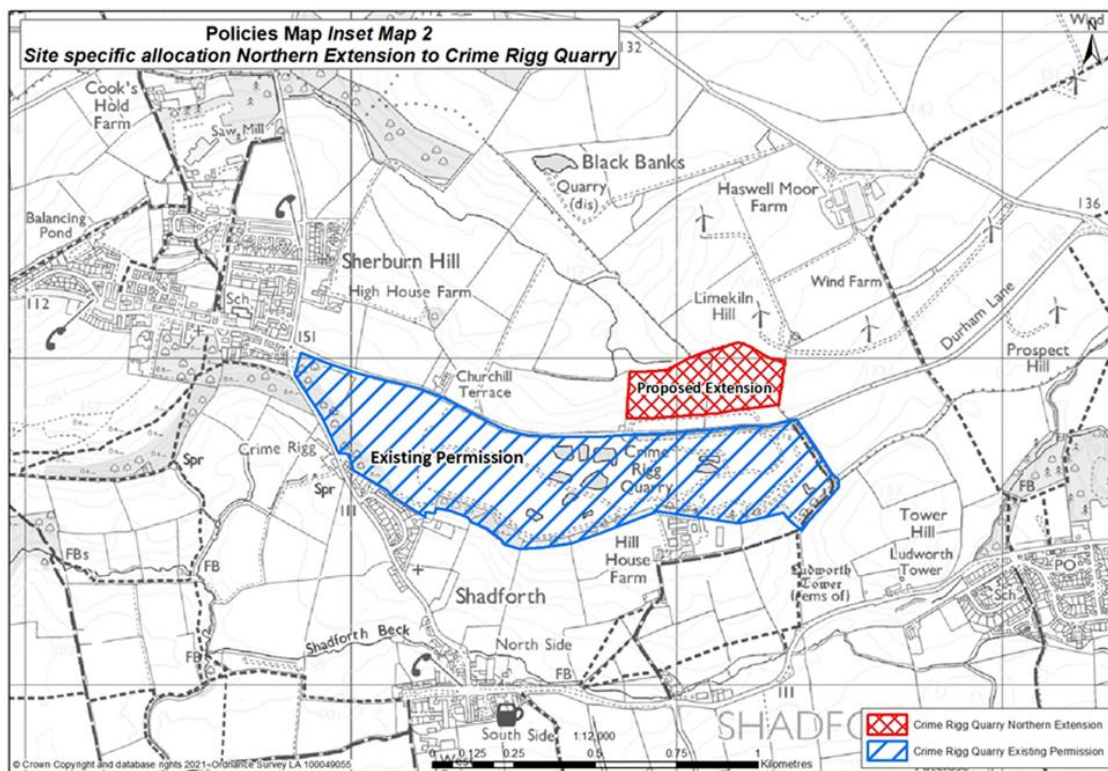 Policies Map Inset Map 2
Site specific allocation Northern Extension to Crime Rigg Quarry
112
132
Wind
N
Cook's
Hold
Farm
Saw Mill
Black Banks
Quarry
(dis)
Haswell Moor
Farm
136
Balancing
Pond
Sherburn Hill
High House Farm
Sch
112
151
Limekiln
Hill
Wind Farm
Durham Lane
Prospect
Hill
Churchill
Terrace
Proposed Extension
Existing Permission
Crime
Rigg
Quarry
Crime Rigg
Spr
Spr
111
FBs
FB
FB
Hill
House
Farm
Tower
Hill
Ludworth
Tower
Ludworth
Tower
(rems of)
FB
PO
Sch
Shadforth
Shadforth Beck
North Side
FB
FB
South Side
111
1:12,000
0 0.125 0.25 0.5 1
Kilometres
Crime Rigg Quarry Northern Extension
Crime Rigg Quarry Existing Permission
© Crown Copyright and database rights 2021. Ordnance Survey LA 100049055